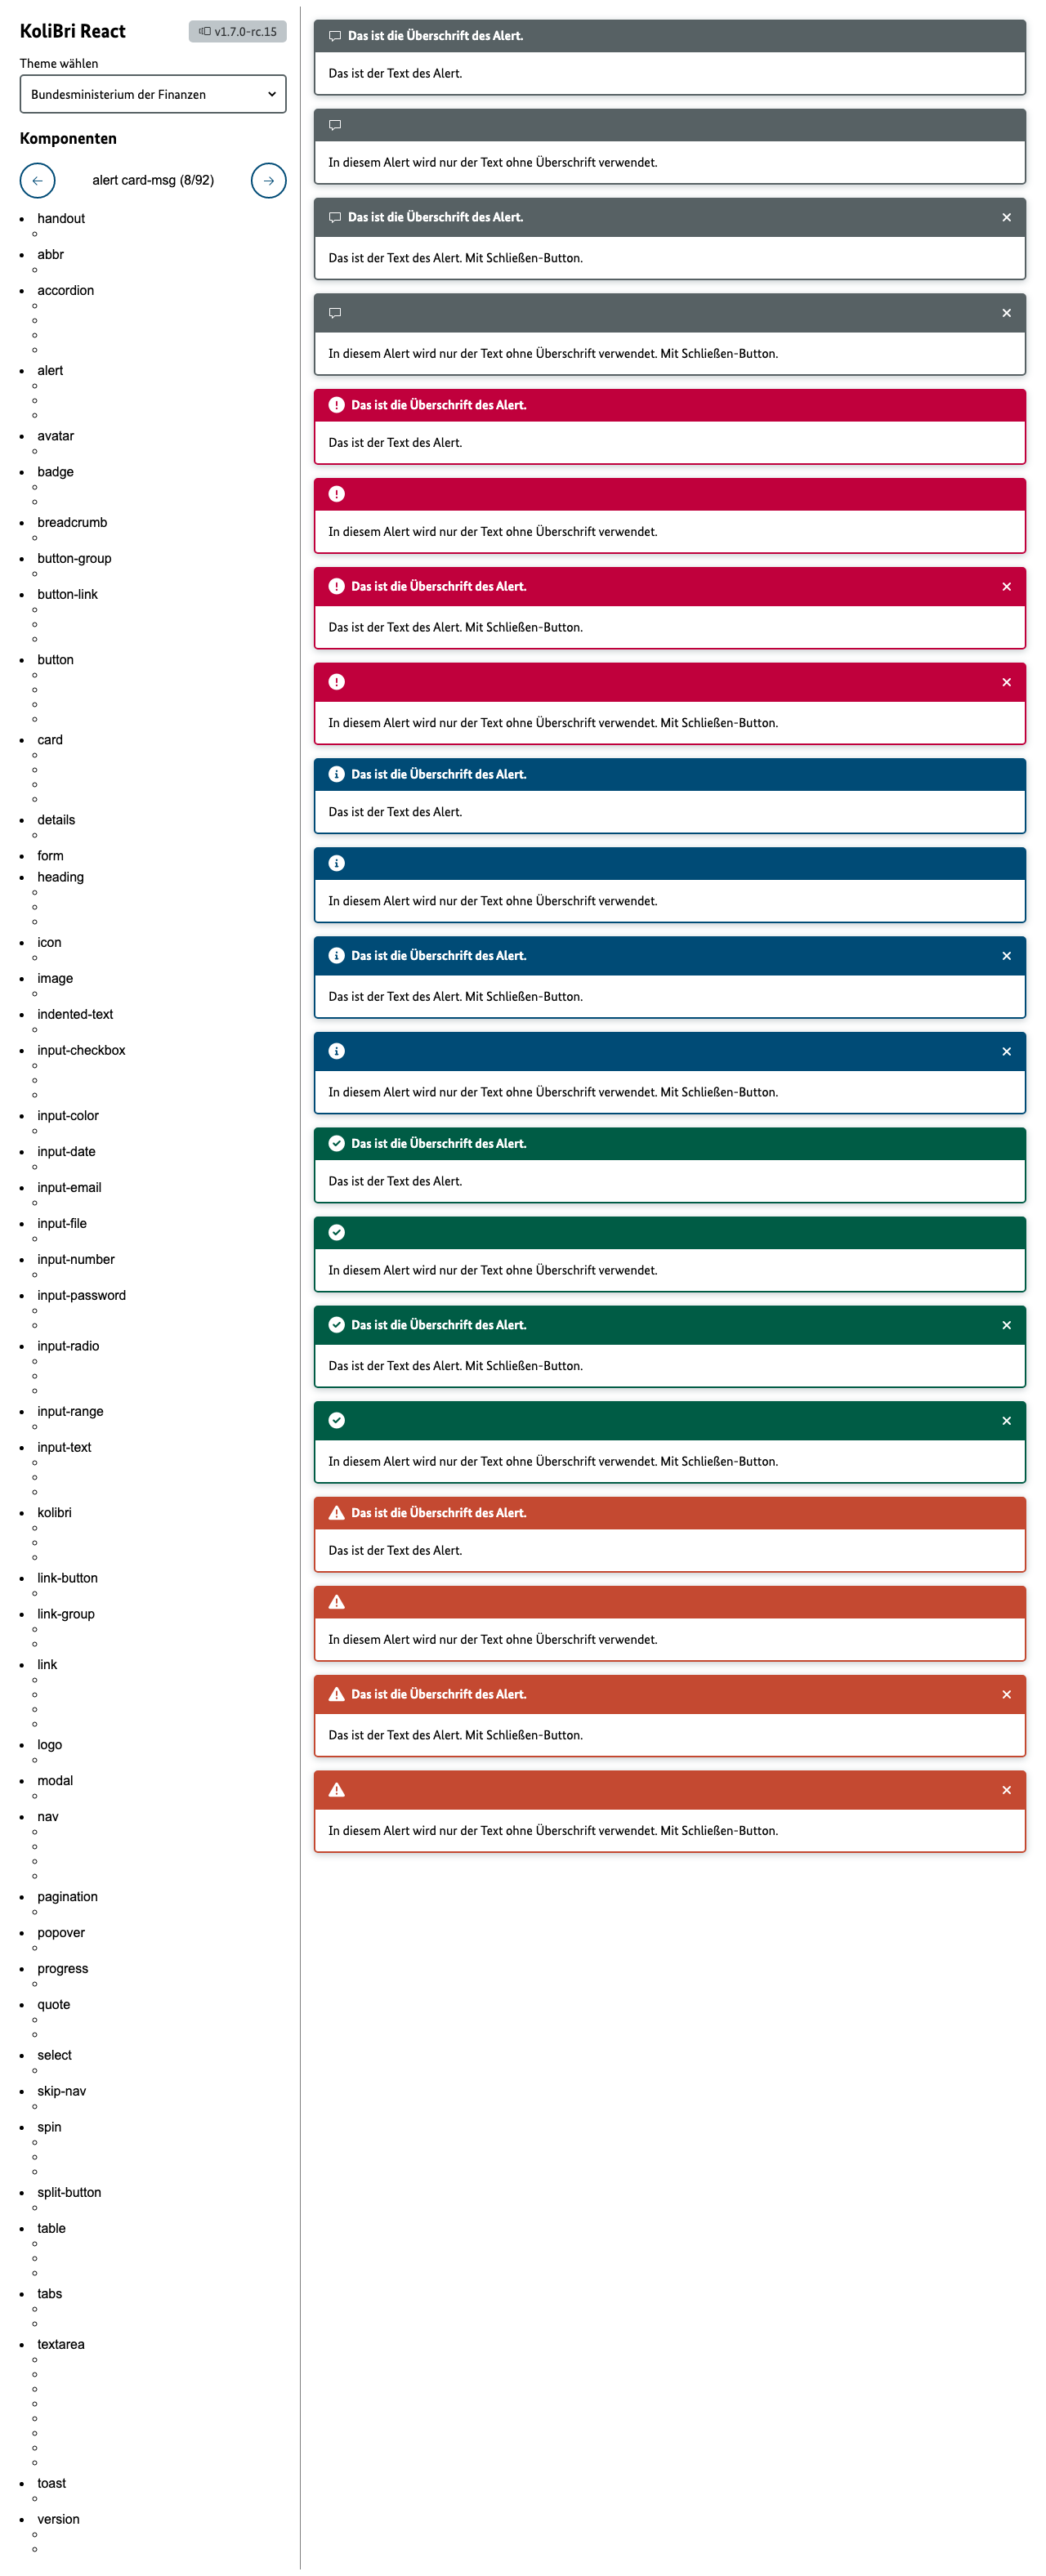 KoliBri React
v1.7.0-rc.15
Theme wählen
Bundesministerium der Finanzen
Komponenten
alert card-msg (8/92)
handout
abbr
accordion
alert
avatar
badge
breadcrumb
button-group
button-link
button
card
details
form
heading
icon
image
indented-text
input-checkbox
input-color
input-date
input-email
input-file
input-number
input-password
input-radio
input-range
input-text
kolibri
link-button
link-group
link
logo
modal
nav
pagination
popover
progress
quote
select
skip-nav
spin
split-button
table
tabs
textarea
toast
version
Das ist die Überschrift des Alert.
Das ist der Text des Alert.
In diesem Alert wird nur der Text ohne Überschrift verwendet.
Das ist die Überschrift des Alert.
Das ist der Text des Alert. Mit Schließen-Button.
In diesem Alert wird nur der Text ohne Überschrift verwendet. Mit Schließen-Button.
Das ist die Überschrift des Alert.
Das ist der Text des Alert.
In diesem Alert wird nur der Text ohne Überschrift verwendet.
Das ist die Überschrift des Alert.
Das ist der Text des Alert. Mit Schließen-Button.
In diesem Alert wird nur der Text ohne Überschrift verwendet. Mit Schließen-Button.
Das ist die Überschrift des Alert.
Das ist der Text des Alert.
In diesem Alert wird nur der Text ohne Überschrift verwendet.
Das ist die Überschrift des Alert.
Das ist der Text des Alert. Mit Schließen-Button.
In diesem Alert wird nur der Text ohne Überschrift verwendet. Mit Schließen-Button.
Das ist die Überschrift des Alert.
Das ist der Text des Alert.
In diesem Alert wird nur der Text ohne Überschrift verwendet.
Das ist die Überschrift des Alert.
Das ist der Text des Alert. Mit Schließen-Button.
In diesem Alert wird nur der Text ohne Überschrift verwendet. Mit Schließen-Button.
Das ist die Überschrift des Alert.
Das ist der Text des Alert.
In diesem Alert wird nur der Text ohne Überschrift verwendet.
Das ist die Überschrift des Alert.
Das ist der Text des Alert. Mit Schließen-Button.
In diesem Alert wird nur der Text ohne Überschrift verwendet. Mit Schließen-Button.